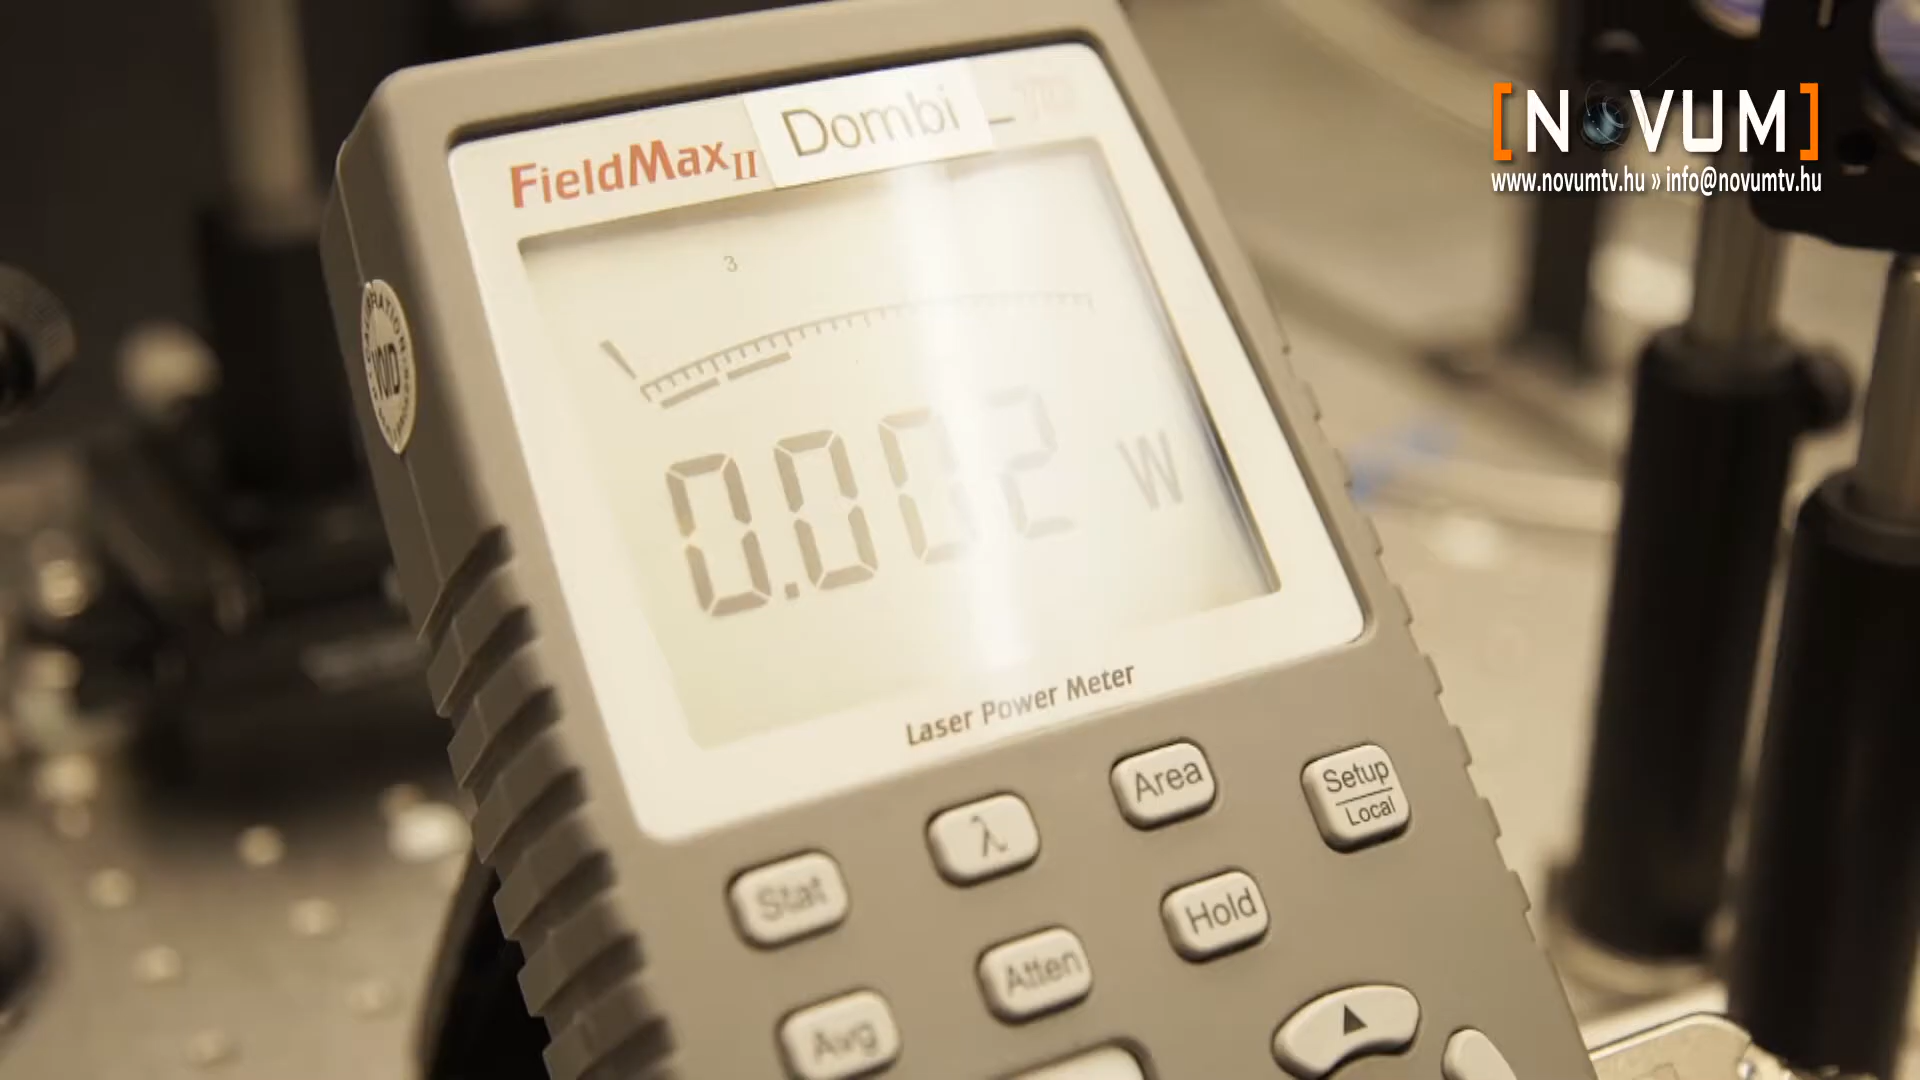 [NOVUM]
www.novumtv.hu » info@novumtv.hu
FieldMaxII
Dombi
3
0.002 W
VOID
Laser Power Meter
Area
Setup
Local
λ
Stat
Hold
Atten
Avg